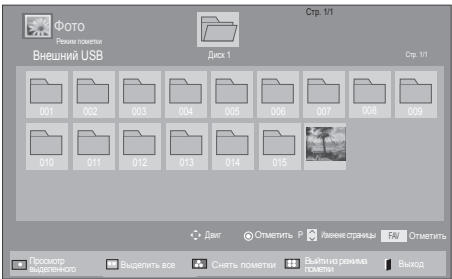 Фото
Режим пометки
Внешний USB
Диск 1
Стр. 1/1
Стр. 1/1
001 002 003 004 005 006 007 008 009
010 011 012 013 014 015
Двиг Отметить P Изменение страницы FAV Отметить
Просмотр выделенного
Выделить все
Снять пометки
Выйти из режима пометки
Выход